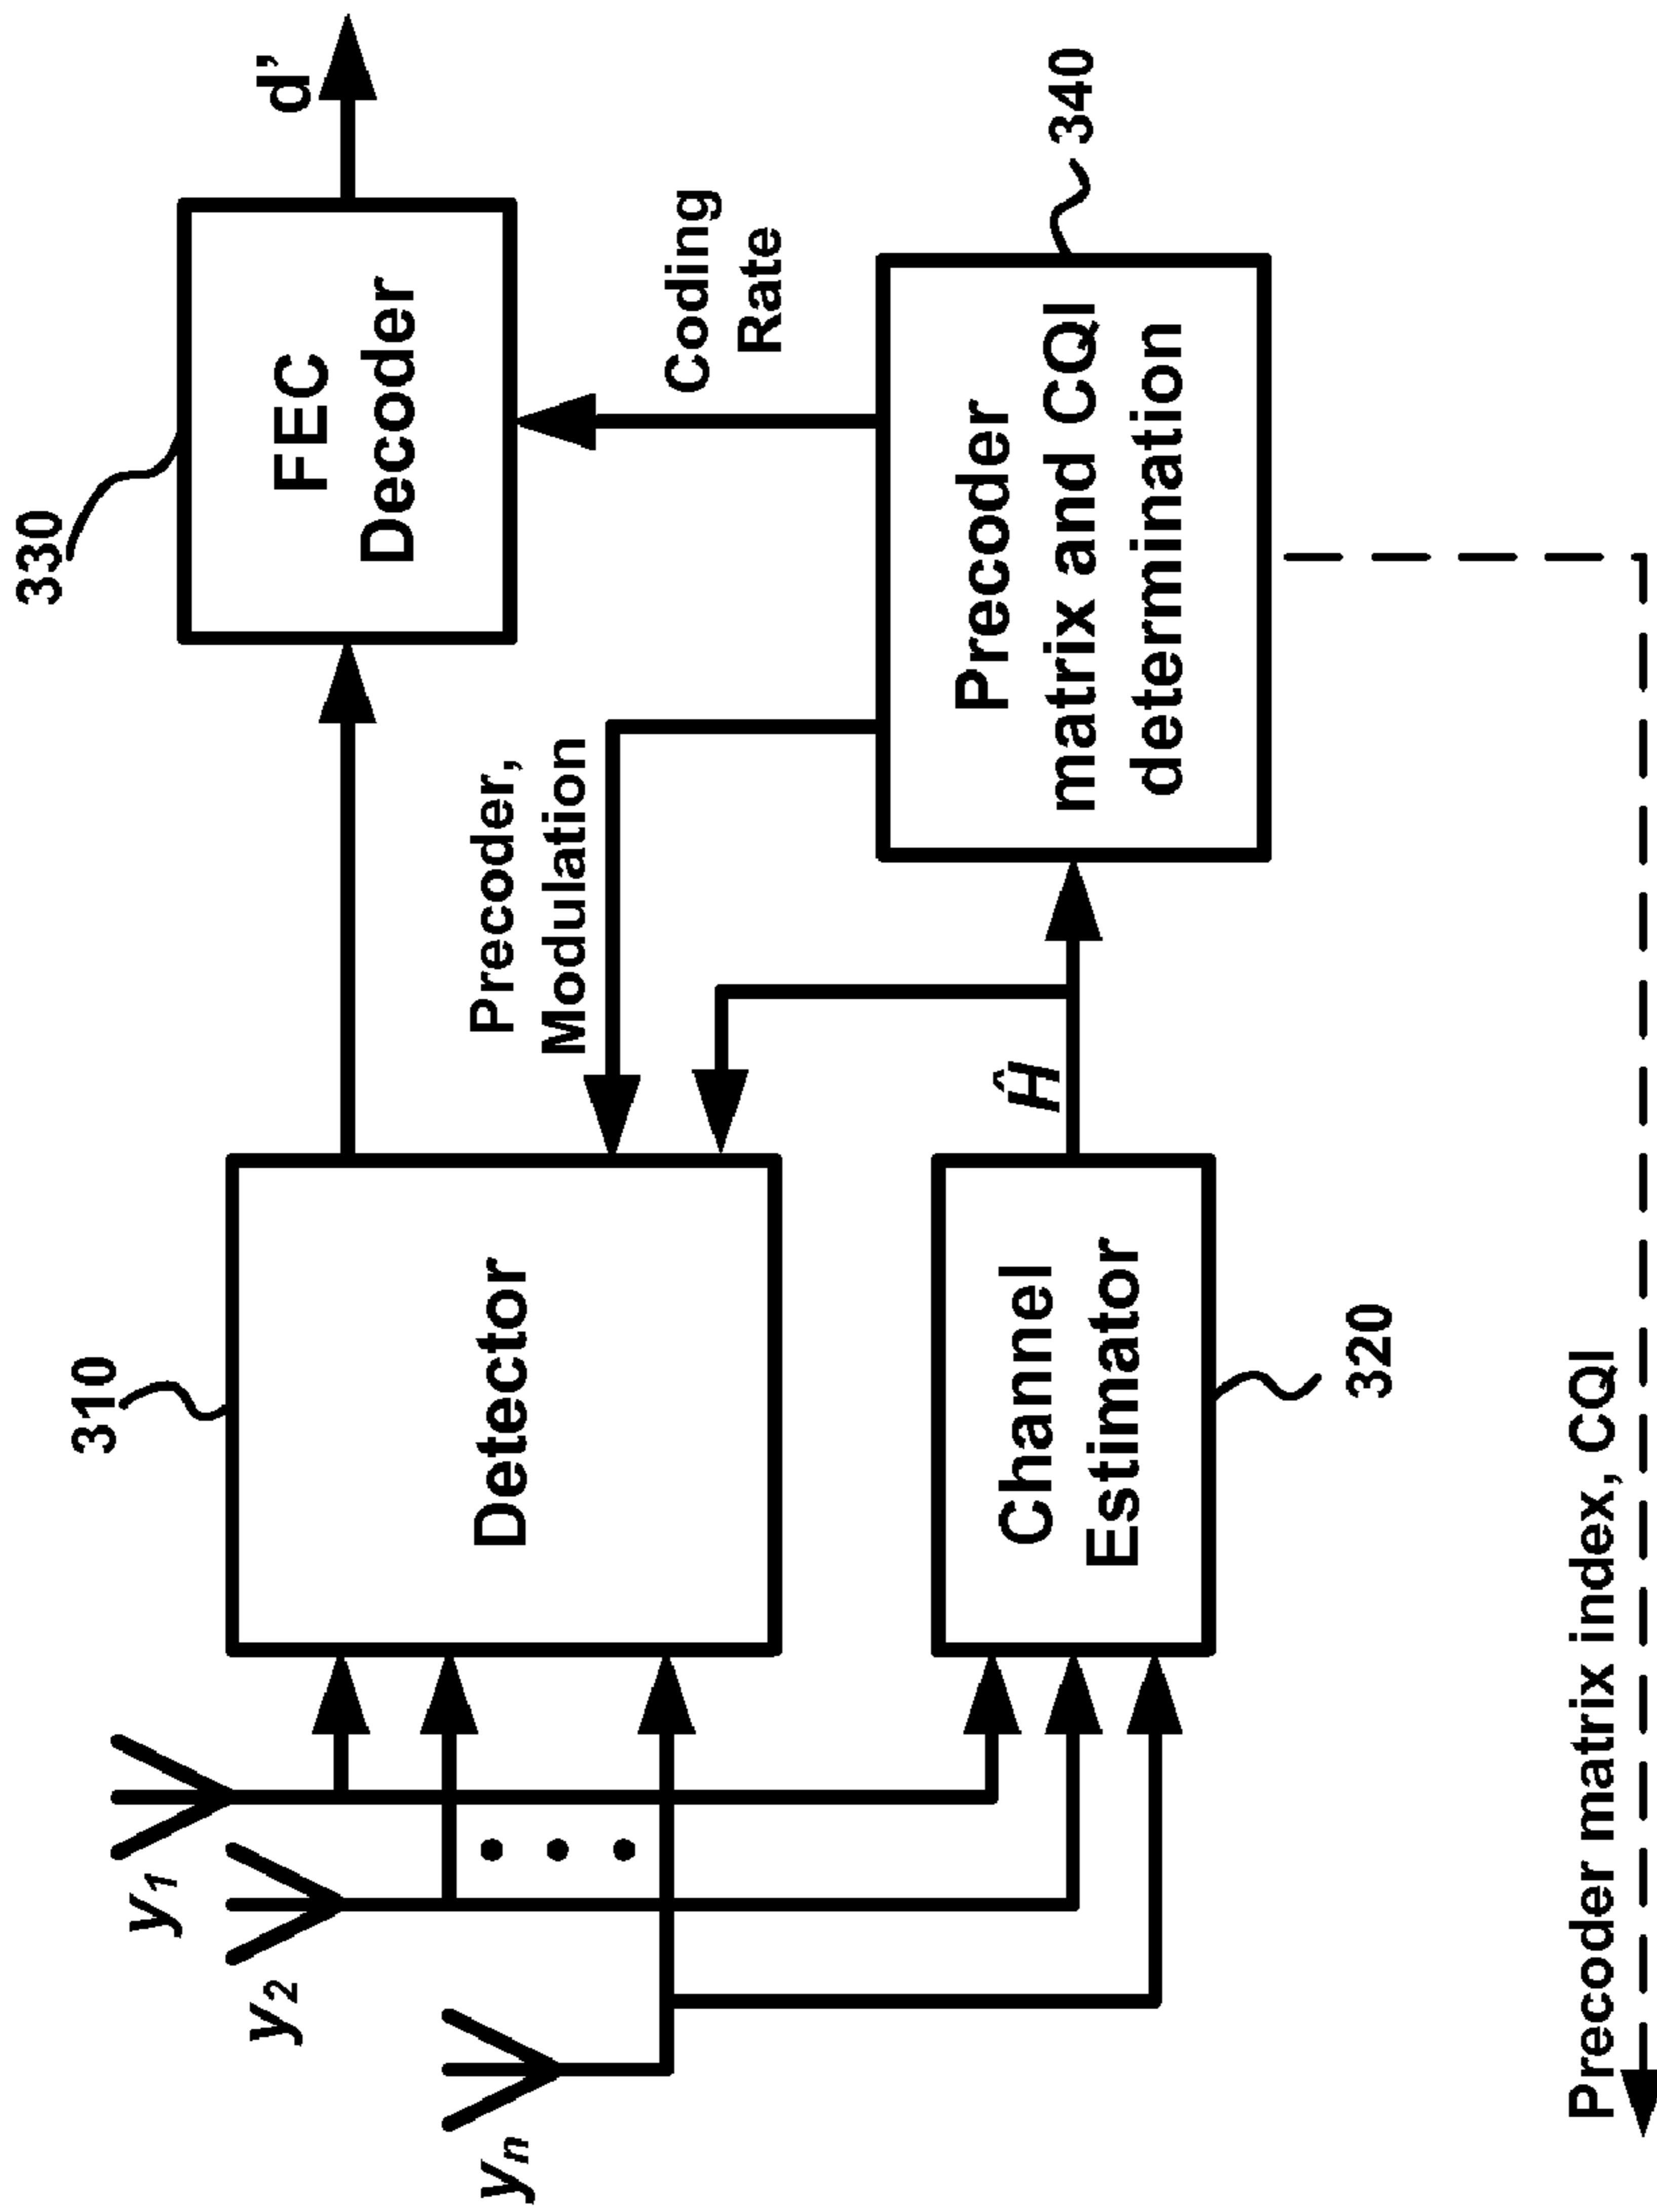 310
330
d’
y1
y2
yn
Detector
FEC
Decoder
Precoder,
Modulation
Coding
Rate
Ĥ
Channel
Estimator
Precoder
matrix and CQI
determination
320
340
Precoder matrix index, CQI